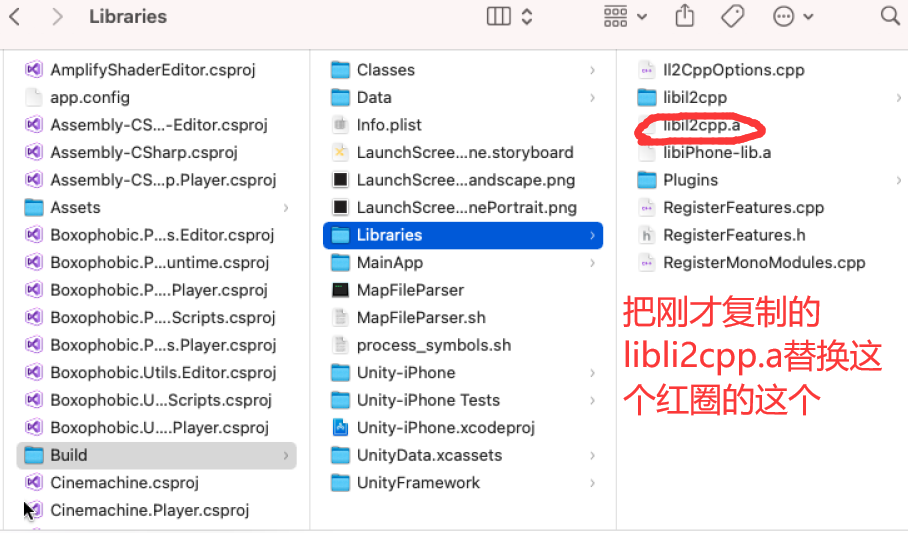 Libraries
AmplifyShaderEditor.csproj
app.config
Assembly-CS...-Editor.csproj
Assembly-CSharp.csproj
Assembly-CS...p.Player.csproj
Assets
Boxophobic.P...s.Editor.csproj
Boxophobic.P...untime.csproj
Boxophobic.P....Player.csproj
Boxophobic.P....Scripts.csproj
Boxophobic.P...s.Player.csproj
Boxophobic.Utils.Editor.csproj
Boxophobic.U...Scripts.csproj
Boxophobic.U....Player.csproj
Build
Cinemachine.csproj
Cinemachine.Player.csproj
Classes
Data
Info.plist
LaunchScree...ne.storyboard
LaunchScree...andscape.png
LaunchScree...nePortrait.png
Libraries
MainApp
MapFileParser
MapFileParser.sh
process_symbols.sh
Unity-iPhone
Unity-iPhone Tests
Unity-iPhone.xcodeproj
UnityData.xcassets
UnityFramework
Il2CppOptions.cpp
libil2cpp
libil2cpp.a
libiPhone-lib.a
Plugins
RegisterFeatures.cpp
RegisterFeatures.h
RegisterMonoModules.cpp
把刚才复制的
libli2cpp.a替换这
个红圈的这个